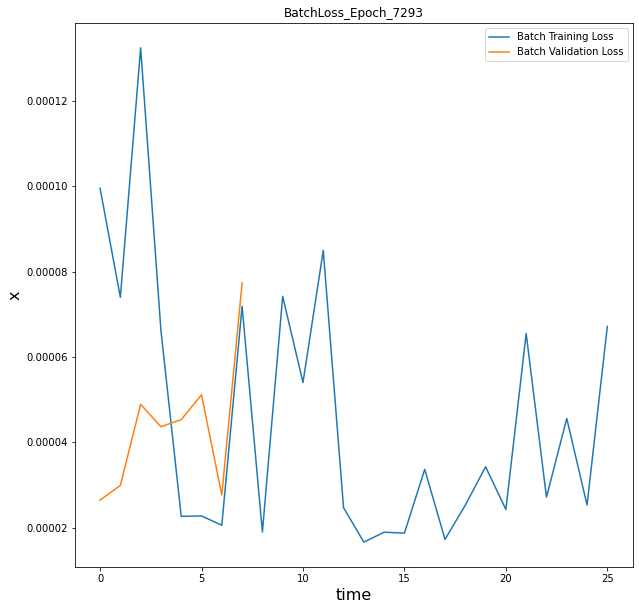 BatchLoss_Epoch_7293
Batch Training Loss
Batch Validation Loss
0.00012
0.00010
0.00008
0.00006
0.00004
0.00002
x
0 5 10 15 20 25
time